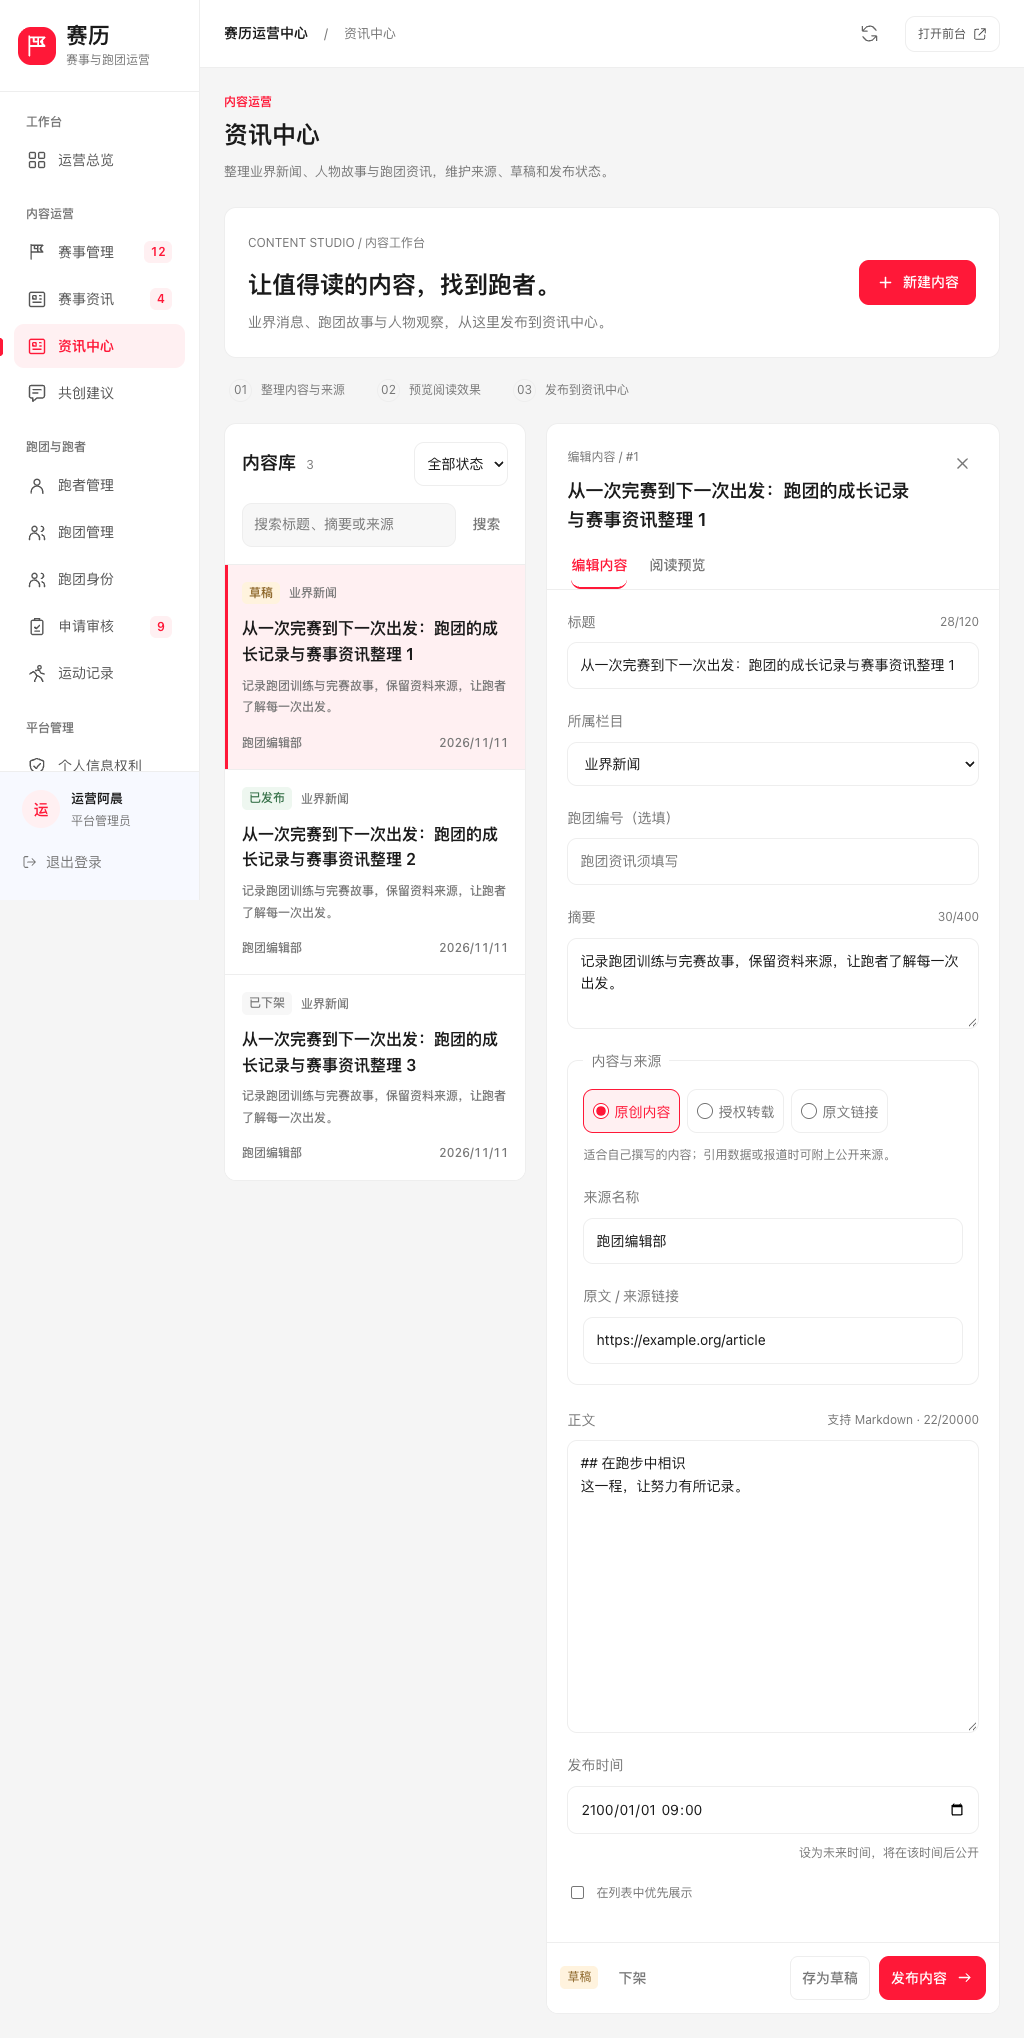 赛历
赛事与跑团运营
工作台
运营总览
内容运营
赛事管理 12
赛事资讯 4
资讯中心
共创建议
跑团与跑者
跑者管理
跑团管理
跑团身份
申请审核 9
运动记录
平台管理
个人信息权利
运 运营阿晨
平台管理员
退出登录
赛历运营中心 / 资讯中心
打开前台
内容运营
资讯中心
整理业界新闻、人物故事与跑团资讯，维护来源、草稿和发布状态。
CONTENT STUDIO / 内容工作台
让值得读的内容，找到跑者。
业界消息、跑团故事与人物观察，从这里发布到资讯中心。
新建内容
01 整理内容与来源 02 预览阅读效果 03 发布到资讯中心
内容库 3
全部状态
搜索标题、摘要或来源 搜索
草稿 业界新闻
从一次完赛到下一次出发：跑团的成
长记录与赛事资讯整理 1
记录跑团训练与完赛故事，保留资料来源，让跑者
了解每一次出发。
跑团编辑部 2026/11/11
已发布 业界新闻
从一次完赛到下一次出发：跑团的成
长记录与赛事资讯整理 2
记录跑团训练与完赛故事，保留资料来源，让跑者
了解每一次出发。
跑团编辑部 2026/11/11
已下架 业界新闻
从一次完赛到下一次出发：跑团的成
长记录与赛事资讯整理 3
记录跑团训练与完赛故事，保留资料来源，让跑者
了解每一次出发。
跑团编辑部 2026/11/11
编辑内容 / #1
从一次完赛到下一次出发：跑团的成长记录
与赛事资讯整理 1
编辑内容 阅读预览
标题 28/120
从一次完赛到下一次出发：跑团的成长记录与赛事资讯整理 1
所属栏目
业界新闻
跑团编号（选填）
跑团资讯须填写
摘要 30/400
记录跑团训练与完赛故事，保留资料来源，让跑者了解每一次
出发。
内容与来源
原创内容 授权转载 原文链接
适合自己撰写的内容；引用数据或报道时可附上公开来源。
来源名称
跑团编辑部
原文 / 来源链接
https://example.org/article
正文 支持 Markdown · 22/20000
## 在跑步中相识
这一程，让努力有所记录。
发布时间
2100/01/01 09:00
设为未来时间，将在该时间后公开
在列表中优先展示
草稿 下架 存为草稿 发布内容